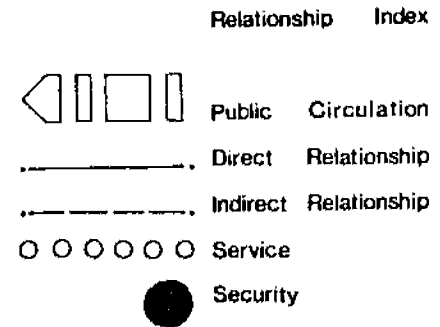 Relationship Index
Public Circulation
Direct Relationship
Indirect Relationship
Service
Security